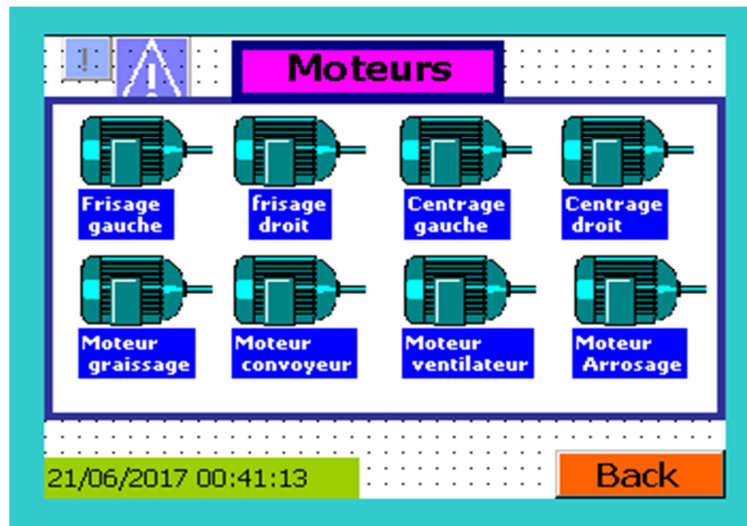 ! !
Moteurs
Frisage
gauche
frisage
droit
Centrage
gauche
Centrage
droit
Moteur
graissage
Moteur
convoyeur
Moteur
ventilateur
Moteur
Arrosage
21/06/2017 00:41:13
Back